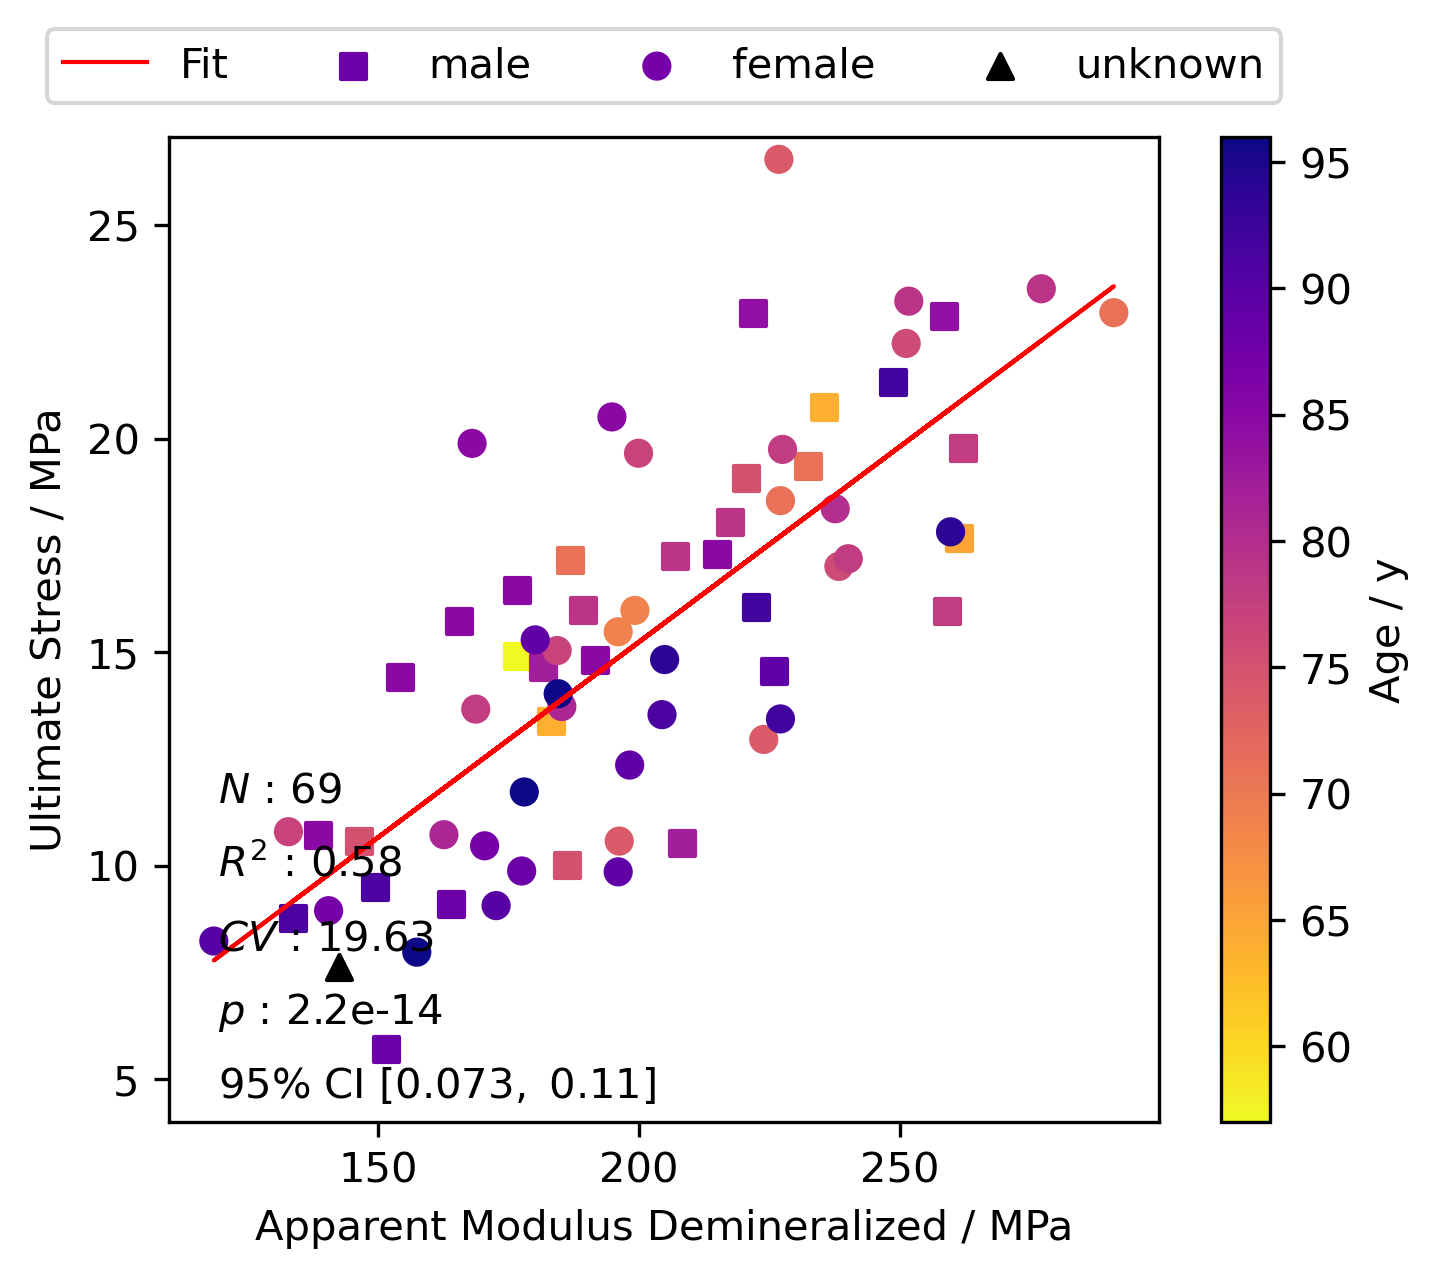 Fit male female unknown
25
20
15
10
5
Ultimate Stress / MPa
N : 69
R² : 0.58
CV : 19.63
p : 2.2e-14
95% CI [0.073, 0.11]
150 200 250
Apparent Modulus Demineralized / MPa
95
90
85
80
75
70
65
60
Age / y